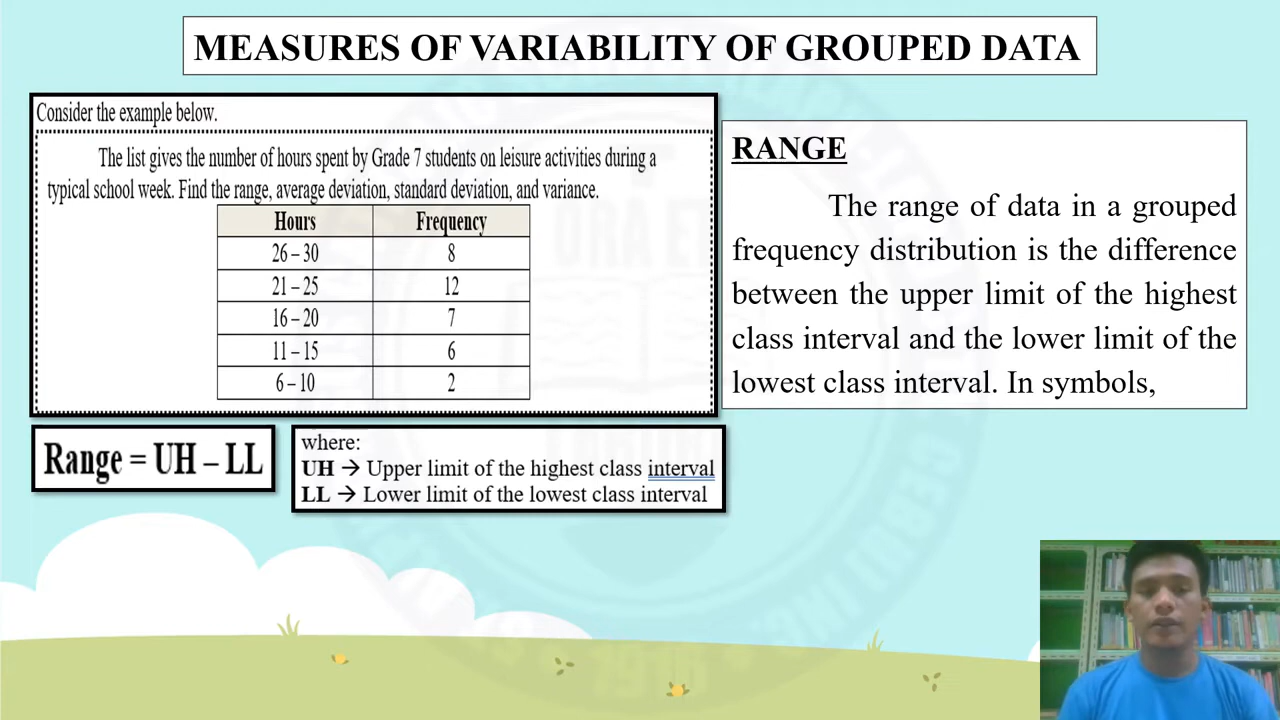 MEASURES OF VARIABILITY OF GROUPED DATA
Consider the example below.
The list gives the number of hours spent by Grade 7 students on leisure activities during a
typical school week. Find the range, average deviation, standard deviation, and variance.
Hours Frequency
26 – 30 8
21 – 25 12
16 – 20 7
11 – 15 6
6 – 10 2
Range = UH – LL
where:
UH → Upper limit of the highest class interval
LL → Lower limit of the lowest class interval
RANGE
The range of data in a grouped
frequency distribution is the difference
between the upper limit of the highest
class interval and the lower limit of the
lowest class interval. In symbols,
ORA ET
LABORA
1916